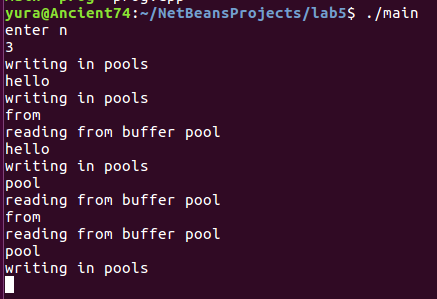 yura@Ancient74:~/NetBeansProjects/lab5$ ./main
enter n
3
writing in pools
hello
writing in pools
from
reading from buffer pool
hello
writing in pools
pool
reading from buffer pool
from
reading from buffer pool
pool
writing in pools